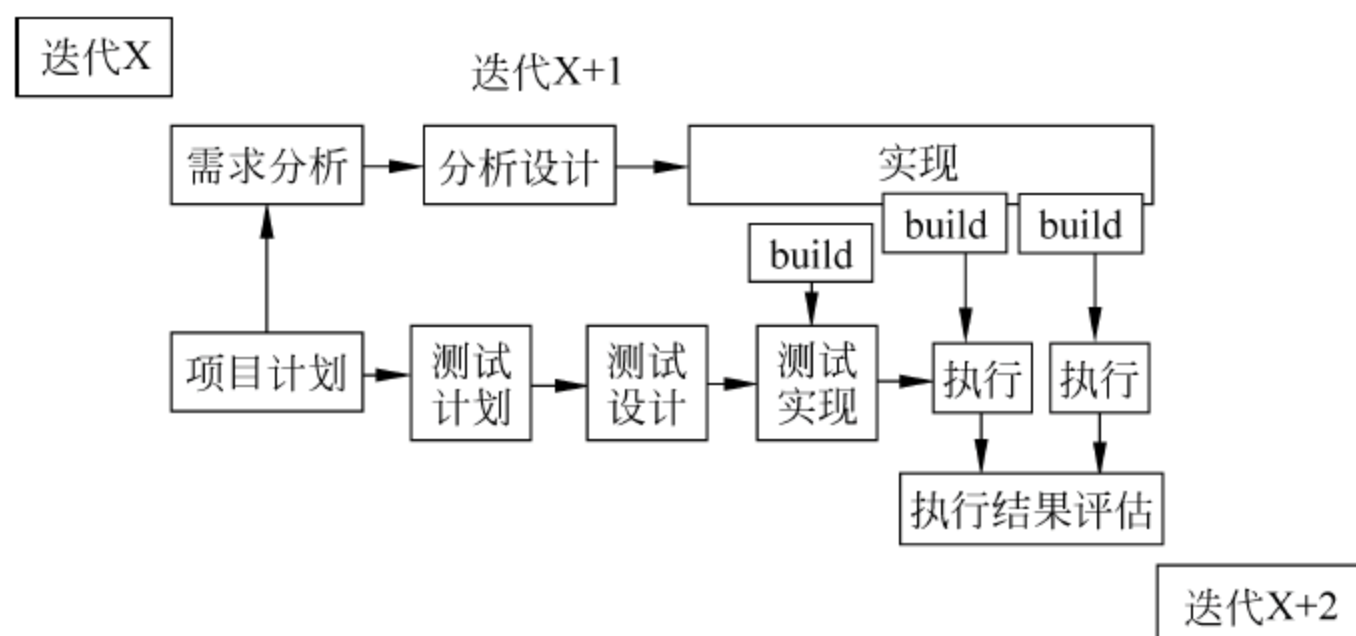 迭代X
迭代X+1
需求分析
分析设计
实现
build
build
build
项目计划
测试
计划
测试
设计
测试
实现
执行
执行
执行结果评估
迭代X+2